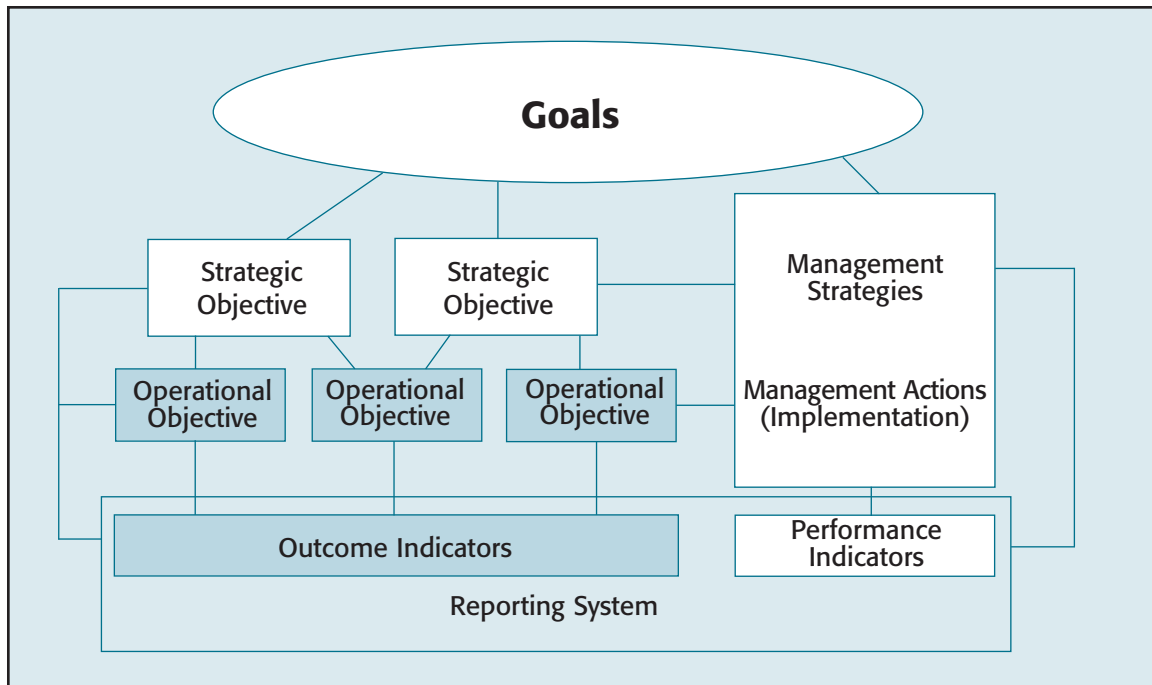 Goals
Strategic
Objective
Strategic
Objective
Management
Strategies
Operational
Objective
Operational
Objective
Operational
Objective
Management Actions
(Implementation)
Outcome Indicators
Performance
Indicators
Reporting System